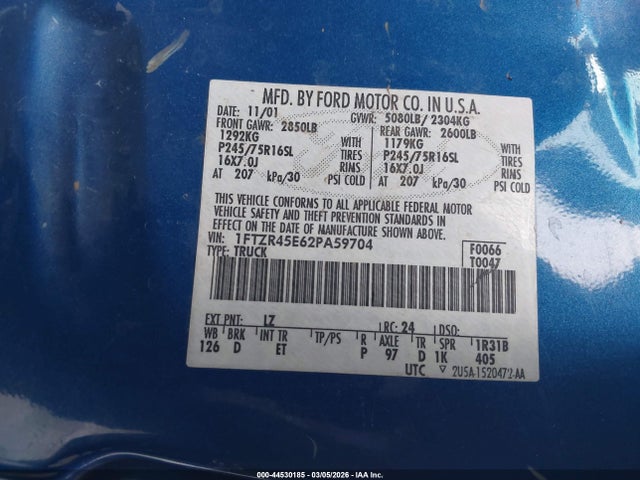 MFD. BY FORD MOTOR CO. IN U.S.A.
DATE: 11/01 GVWR: 5080LB/ 2304KG
FRONT GAWR: 2850LB REAR GAWR: 2600LB
1292KG WITH 1179KG WITH
P245/75R16SL TIRES P245/75R16SL TIRES
16X7.0J RIMS 16X7.0J RIMS
AT 207 kPa/30 PSI COLD AT 207 kPa/30 PSI COLD
THIS VEHICLE CONFORMS TO ALL APPLICABLE FEDERAL MOTOR
VEHICLE SAFETY AND THEFT PREVENTION STANDARDS IN
EFFECT ON THE DATE OF MANUFACTURE SHOWN ABOVE.
VIN: 1FTZR45E62PA59704 F0066
TYPE: TRUCK T0047
EXT PNT: LZ RC: 24 DSO:
WB BRK INT TR TP/PS R AXLE TR SPR 1R31B
126 D ET P 97 D 1K 405
UTC ▽ 2U5A-1520472-AA
000-44530185 - 03/05/2026 - IAA Inc.